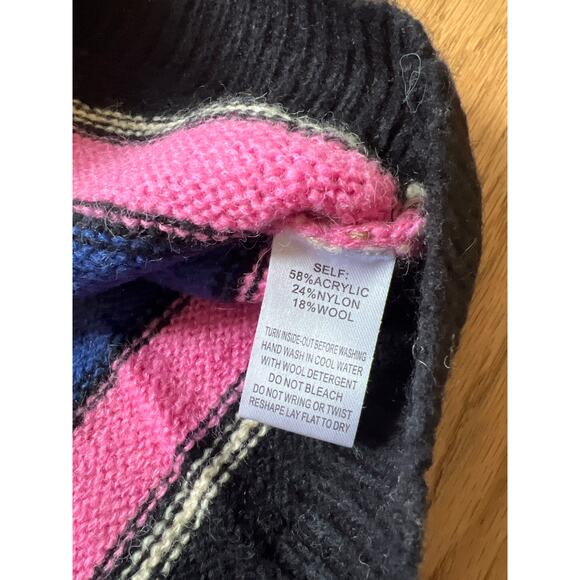 SELF:
58%ACRYLIC
24%NYLON
18%WOOL
TURN INSIDE-OUT BEFORE WASHING
HAND WASH IN COOL WATER
WITH WOOL DETERGENT
DO NOT BLEACH
DO NOT WRING OR TWIST
RESHAPE LAY FLAT TO DRY